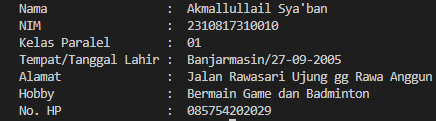 Nama : Akmallullail Sya'ban
NIM : 2310817310010
Kelas Paralel : 01
Tempat/Tanggal Lahir : Banjarmasin/27-09-2005
Alamat : Jalan Rawasari Ujung gg Rawa Anggun
Hobby : Bermain Game dan Badminton
No. HP : 085754202029